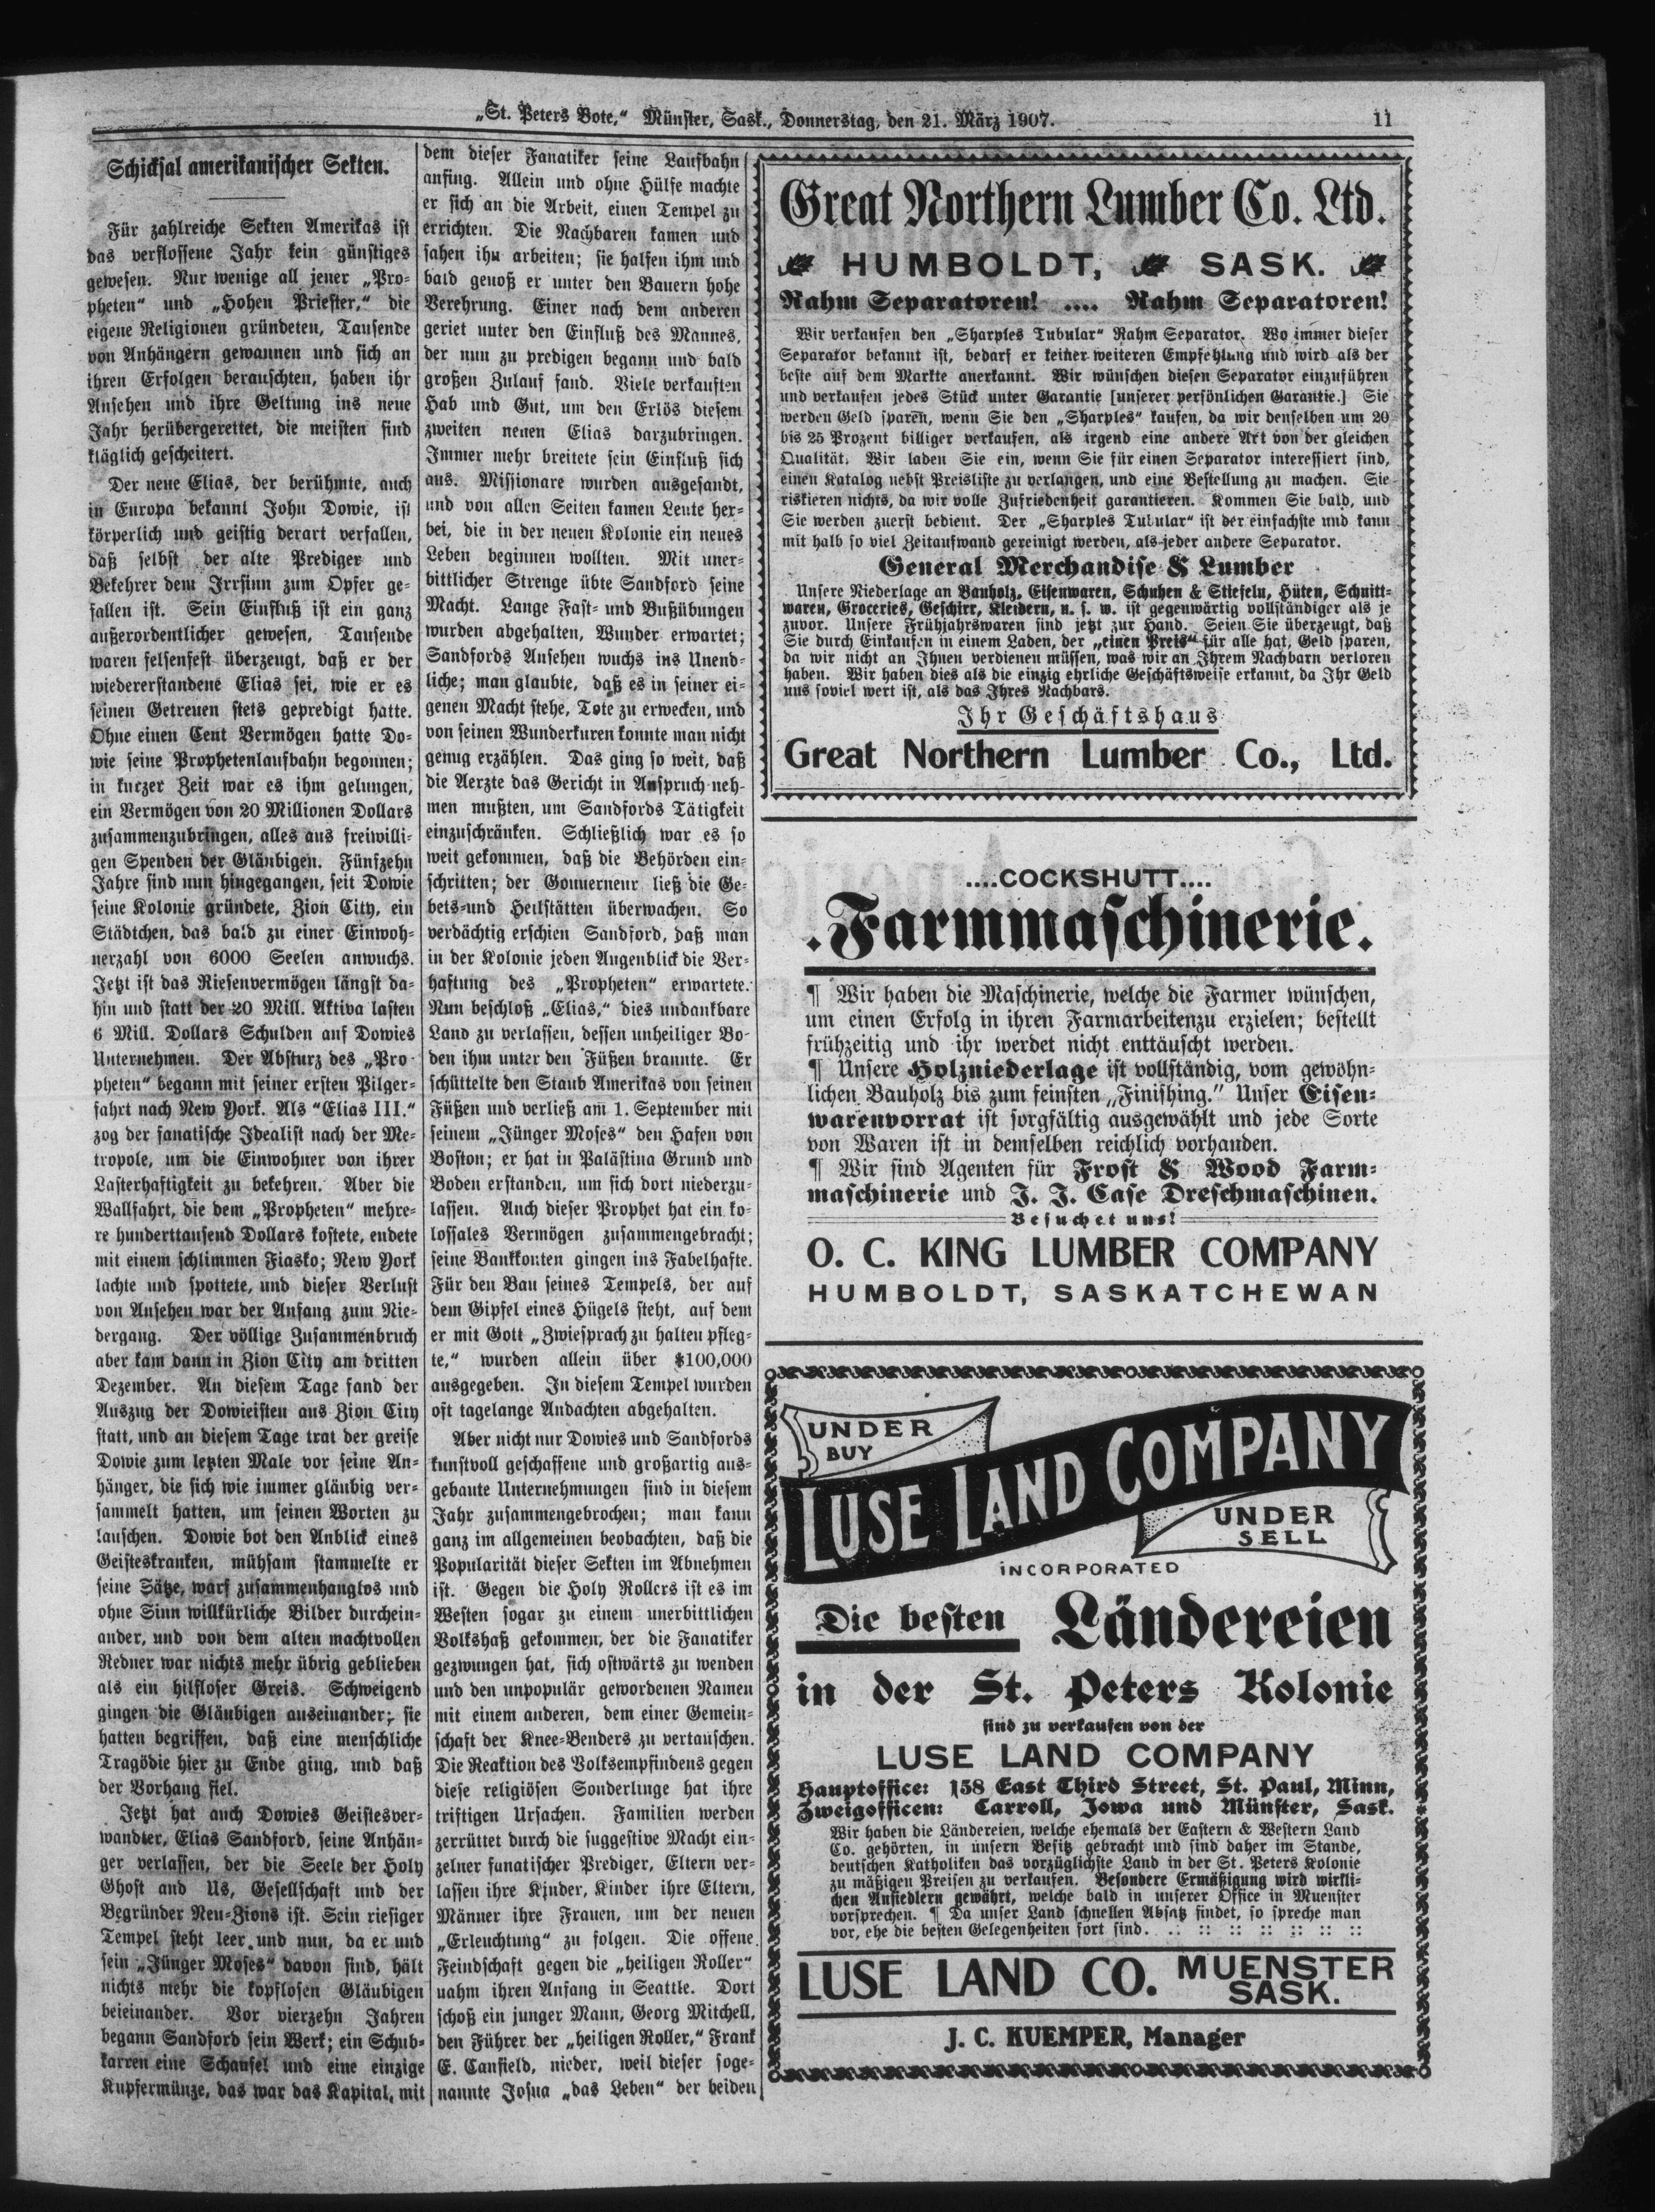 „St. Peters Bote,“ Münster, Sask., Donnerstag, den 21. März 1907.
11
Schicksal amerikanischer Sekten.
Für zahlreiche Sekten Amerikas ist
das verflossene Jahr kein günstiges
gewesen. Nur wenige all jener „Pro-
pheten“ und „Hohen Priester,“ die
eigene Religionen gründeten, Tausende
von Anhängern gewannen und sich an
ihren Erfolgen berauschten, haben ihr
Ansehen und ihre Geltung ins neue
Jahr herübergerettet, die meisten sind
kläglich gescheitert.
Der neue Elias, der berühmte, auch
in Europa bekannt John Dowie, ist
körperlich und geistig derart verfallen,
daß selbst der alte Prediger und
Bekehrer dem Irrsinn zum Opfer ge-
fallen ist. Sein Einfluß ist ein ganz
außerordentlicher gewesen, Tausende
waren felsenfest überzeugt, daß er der
wiedererstandene Elias sei, wie er es
seinen Getreuen stets gepredigt hatte.
Ohne einen Cent Vermögen hatte Do-
wie seine Prophetenlaufbahn begonnen;
in kurzer Zeit war es ihm gelungen,
ein Vermögen von 20 Millionen Dollars
zusammenzubringen, alles aus freiwilli-
gen Spenden der Gläubigen. Fünfzehn
Jahre sind nun hingegangen, seit Dowie
seine Kolonie gründete, Zion City, ein
Städtchen, das bald zu einer Einwoh-
nerzahl von 6000 Seelen anwuchs.
Jetzt ist das Riesenvermögen längst da-
hin und statt der 20 Mill. Aktiva lasten
6 Mill. Dollars Schulden auf Dowies
Unternehmen. Der Absturz des „Pro-
pheten“ begann mit seiner ersten Pilger-
fahrt nach New York. Als “Elias III.“
zog der fanatische Idealist nach der Me-
tropole, um die Einwohner von ihrer
Lasterhaftigkeit zu bekehren. Aber die
Wallfahrt, die dem „Propheten“ mehre-
re hunderttausend Dollars kostete, endete
mit einem schlimmen Fiasko; New York
lachte und spottete, und dieser Verlust
von Ansehen war der Anfang zum Nie-
dergang. Der völlige Zusammenbruch
aber kam dann in Zion City am dritten
Dezember. An diesem Tage fand der
Auszug der Dowieisten aus Zion City
statt, und an diesem Tage trat der greise
Dowie zum letzten Male vor seine An-
hänger, die sich wie immer gläubig ver-
sammelt hatten, um seinen Worten zu
lauschen. Dowie bot den Anblick eines
Geisteskranken, mühsam stammelte er
seine Sätze, warf zusammenhanglos und
ohne Sinn willkürliche Bilder durchein-
ander, und von dem alten machtvollen
Redner war nichts mehr übrig geblieben
als ein hilfloser Greis. Schweigend
gingen die Gläubigen auseinander; sie
hatten begriffen, daß eine menschliche
Tragödie hier zu Ende ging, und daß
der Vorhang fiel.
Jetzt hat auch Dowies Geistesver-
wandter, Elias Sandford, seine Anhän-
ger verlassen, der die Seele der Holy
Ghost and Us, Gesellschaft und der
Begründer Neu-Zions ist. Sein riesiger
Tempel steht leer und nun, da er und
sein „Jünger Moses“ davon sind, hält
nichts mehr die kopflosen Gläubigen
beieinander. Vor vierzehn Jahren
begann Sandford sein Werk; ein Schub-
karren eine Schaufel und eine einzige
Kupfermünze, das war das Kapital, mit
dem dieser Fanatiker seine Laufbahn
anfing. Allein und ohne Hülfe machte
er sich an die Arbeit, einen Tempel zu
errichten. Die Nachbaren kamen und
sahen ihn arbeiten; sie halfen ihm und
bald genoß er unter den Bauern hohe
Verehrung. Einer nach dem anderen
geriet unter den Einfluß des Mannes,
der nun zu predigen begann und bald
großen Zulauf fand. Viele verkauften
Hab und Gut, um den Erlös diesem
zweiten neuen Elias darzubringen.
Immer mehr breitete sein Einfluß sich
aus. Missionare wurden ausgesandt,
und von allen Seiten kamen Leute her-
bei, die in der neuen Kolonie ein neues
Leben beginnen wollten. Mit uner-
bittlicher Strenge übte Sandford seine
Macht. Lange Fast- und Bußübungen
wurden abgehalten, Wunder erwartet;
Sandfords Ansehen wuchs ins Unend-
liche; man glaubte, daß es in seiner ei-
genen Macht stehe, Tote zu erwecken, und
von seinen Wunderkuren konnte man nicht
genug erzählen. Das ging so weit, daß
die Aerzte das Gericht in Anspruch neh-
men mußten, um Sandfords Tätigkeit
einzuschränken. Schließlich war es so
weit gekommen, daß die Behörden ein-
schritten; der Gouverneur ließ die Ge-
bets-und Heilstätten überwachen. So
verdächtig erschien Sandford, daß man
in der Kolonie jeden Augenblick die Ver-
haftung des „Propheten“ erwartete.
Nun beschloß „Elias,“ dies undankbare
Land zu verlassen, dessen unheiliger Bo-
den ihm unter den Füßen brannte. Er
schüttelte den Staub Amerikas von seinen
Füßen und verließ am 1. September mit
seinem „Jünger Moses“ den Hafen von
Boston; er hat in Palästina Grund und
Boden erstanden, um sich dort niederzu-
lassen. Auch dieser Prophet hat ein ko-
lossales Vermögen zusammengebracht;
seine Bankkonten gingen ins Fabelhafte.
Für den Bau seines Tempels, der auf
dem Gipfel eines Hügels steht, auf dem
er mit Gott „Zwiesprach zu halten pfleg-
te,“ wurden allein über $100,000
ausgegeben. In diesem Tempel wurden
oft tagelange Andachten abgehalten.
Aber nicht nur Dowies und Sandfords
kunstvoll geschaffene und großartig aus-
gebaute Unternehmungen sind in diesem
Jahr zusammengebrochen; man kann
ganz im allgemeinen beobachten, daß die
Popularität dieser Sekten im Abnehmen
ist. Gegen die Holy Rollers ist es im
Westen sogar zu einem unerbittlichen
Volkshaß gekommen, der die Fanatiker
gezwungen hat, sich ostwärts zu wenden
und den unpopulär gewordenen Namen
mit einem anderen, dem einer Gemein-
schaft der Knee-Benders zu vertauschen.
Die Reaktion des Volksempfindens gegen
diese religiösen Sonderlinge hat ihre
triftigen Ursachen. Familien werden
zerrüttet durch die suggestive Macht ein-
zelner fanatischer Prediger, Eltern ver-
lassen ihre Kinder, Kinder ihre Eltern,
Männer ihre Frauen, um der neuen
„Erleuchtung“ zu folgen. Die offene
Feindschaft gegen die „heiligen Roller“
nahm ihren Anfang in Seattle. Dort
schoß ein junger Mann, Georg Mitchell,
den Führer der „heiligen Roller,“ Frank
E. Canfield, nieder, weil dieser soge-
nannte Josua „das Leben“ der beiden
Great Northern Lumber Co. Ltd.
HUMBOLDT, SASK.
Rahm Separatoren! .... Rahm Separatoren!
Wir verkaufen den „Sharples Tubular“ Rahm Separator. Wo immer dieser
Separator bekannt ist, bedarf er keiner weiteren Empfehlung und wird als der
beste auf dem Markte anerkannt. Wir wünschen diesen Separator einzuführen
und verkaufen jedes Stück unter Garantie [unserer persönlichen Garantie.] Sie
werden Geld sparen, wenn Sie den „Sharples“ kaufen, da wir denselben um 20
bis 25 Prozent billiger verkaufen, als irgend eine andere Art von der gleichen
Qualität. Wir laden Sie ein, wenn Sie für einen Separator interessiert sind,
einen Katalog nebst Preisliste zu verlangen, und eine Bestellung zu machen. Sie
riskieren nichts, da wir volle Zufriedenheit garantieren. Kommen Sie bald, und
Sie werden zuerst bedient. Der „Sharples Tubular“ ist der einfachste und kann
mit halb so viel Zeitaufwand gereinigt werden, als jeder andere Separator.
General Merchandise & Lumber
Unsere Niederlage an Bauholz, Eisenwaren, Schuhen & Stiefeln, Hüten, Schnitt-
waren, Groceries, Geschirr, Kleidern, u. s. w. ist gegenwärtig vollständiger als je
zuvor. Unsere Frühjahrswaren sind jetzt zur Hand. Seien Sie überzeugt, daß
Sie durch Einkaufen in einem Laden, der „einen Preis“ für alle hat, Geld sparen,
da wir nicht an Ihnen verdienen müssen, was wir an Ihrem Nachbarn verloren
haben. Wir haben dies als die einzig ehrliche Geschäftsweise erkannt, da Ihr Geld
uns soviel wert ist, als das Ihres Nachbars.
Ihr Geschäftshaus
Great Northern Lumber Co., Ltd.
....COCKSHUTT....
.Farmmaschinerie.
¶ Wir haben die Maschinerie, welche die Farmer wünschen,
um einen Erfolg in ihren Farmarbeitenzu erzielen; bestellt
frühzeitig und ihr werdet nicht enttäuscht werden.
¶ Unsere Holzniederlage ist vollständig, vom gewöhn-
lichen Bauholz bis zum feinsten „Finishing.“ Unser Eisen-
warenvorrat ist sorgfältig ausgewählt und jede Sorte
von Waren ist in demselben reichlich vorhanden.
¶ Wir sind Agenten für Frost & Wood Farm-
maschinerie und J. J. Case Dreschmaschinen.
Besuchet uns!
O. C. KING LUMBER COMPANY
HUMBOLDT, SASKATCHEWAN
UNDER
BUY
LUSE LAND COMPANY
UNDER
SELL
INCORPORATED
Die besten Ländereien
in der St. Peters Kolonie
sind zu verkaufen von der
LUSE LAND COMPANY
Hauptoffice: 158 East Third Street, St. Paul, Minn,
Zweigofficen: Carroll, Iowa und Münster, Sask.
Wir haben die Ländereien, welche ehemals der Eastern & Western Land
Co. gehörten, in unsern Besitz gebracht und sind daher im Stande,
deutschen Katholiken das vorzüglichste Land in der St. Peters Kolonie
zu mäßigen Preisen zu verkaufen. Besondere Ermäßigung wird wirkli-
chen Ansiedlern gewährt, welche bald in unserer Office in Muenster
vorsprechen. ¶ Da unser Land schnellen Absatz findet, so spreche man
vor, ehe die besten Gelegenheiten fort sind. .: :: :: :: :: :: ::
LUSE LAND CO. MUENSTER
SASK.
J. C. KUEMPER, Manager